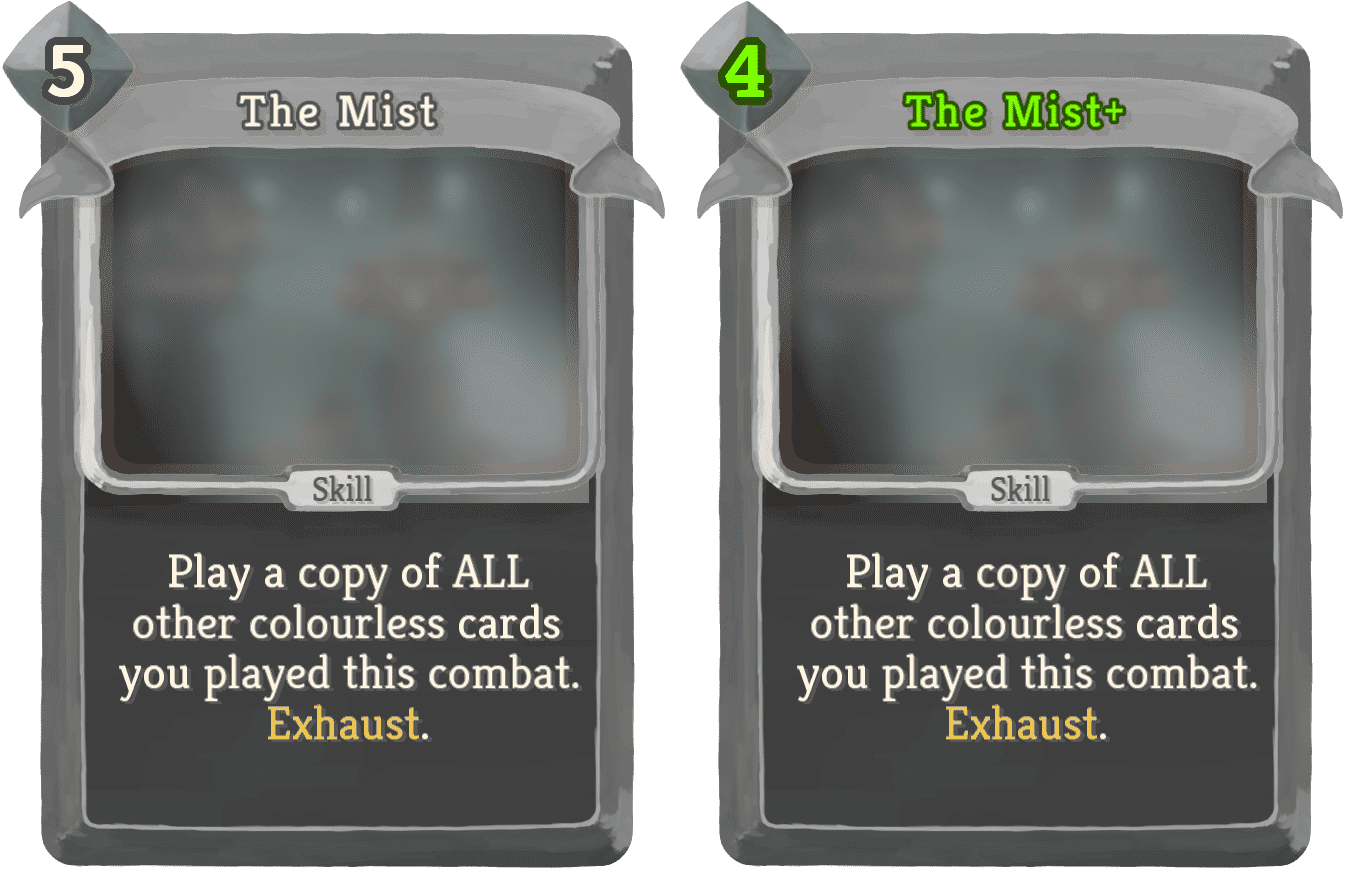 5
The Mist
Skill
Play a copy of ALL
other colourless cards
you played this combat.
Exhaust.
4
The Mist+
Skill
Play a copy of ALL
other colourless cards
you played this combat.
Exhaust.